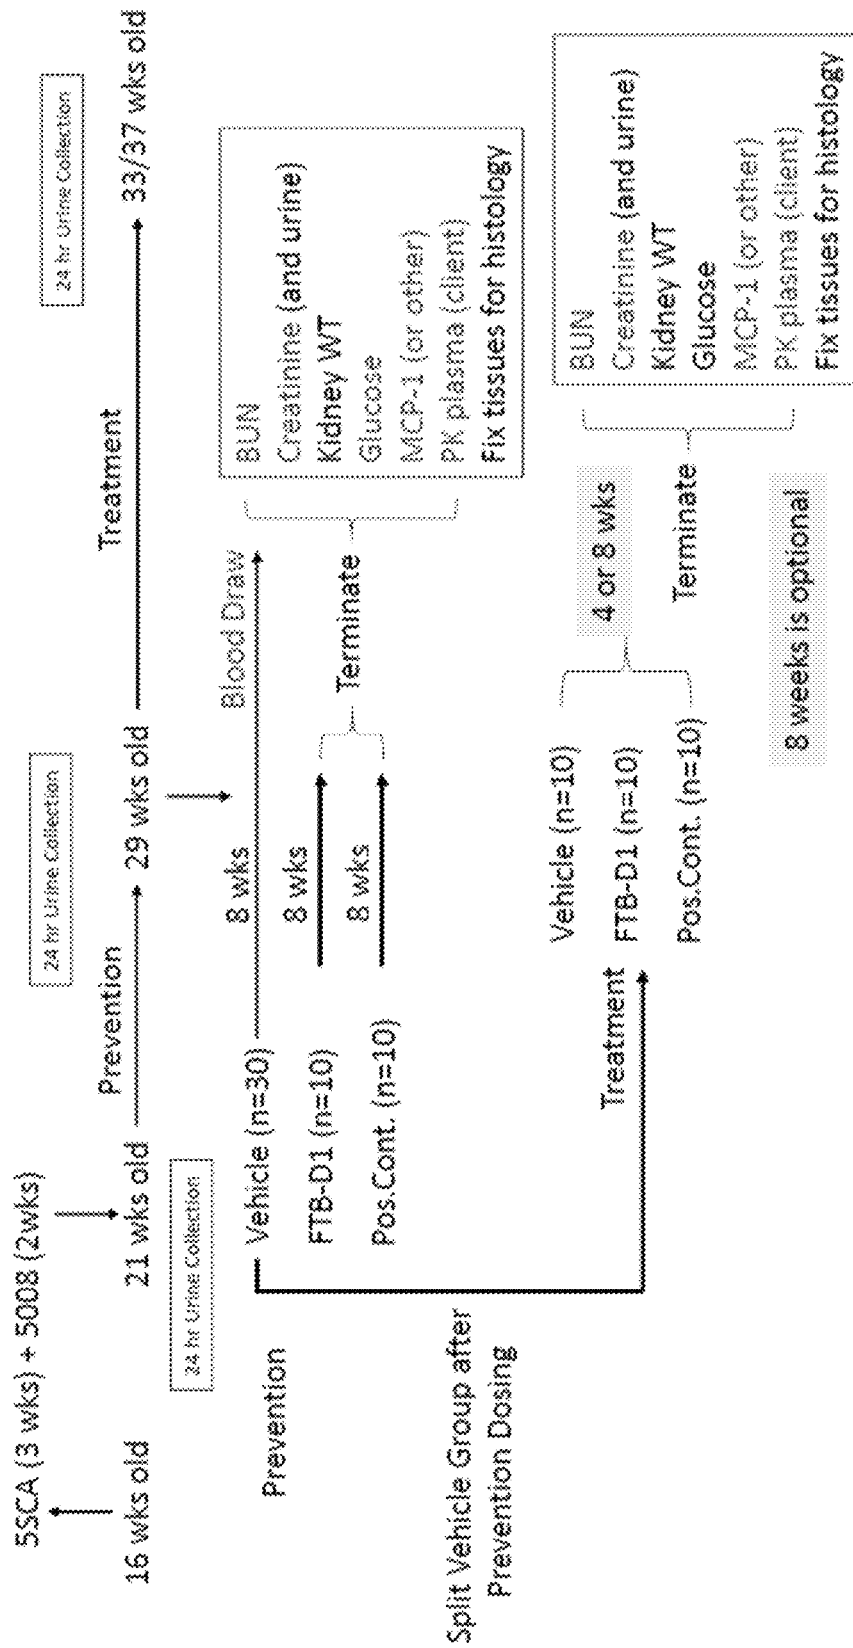 5SCA (3 wks) + 5008 (2wks)
16 wks old
21 wks old
Prevention
29 wks old
Treatment
33/37 wks old
24 hr Urine Collection
24 hr Urine Collection
24 hr Urine Collection
Prevention
Vehicle (n=30)
8 wks
Blood Draw
FTB-D1 (n=10)
8 wks
Pos.Cont. (n=10)
8 wks
Terminate
BUN
Creatinine (and urine)
Kidney WT
Glucose
MCP-1 (or other)
PK plasma (client)
Fix tissues for histology
Split Vehicle Group after
Prevention Dosing
Treatment
Vehicle (n=10)
FTB-D1 (n=10)
Pos.Cont. (n=10)
4 or 8 wks
Terminate
8 weeks is optional
BUN
Creatinine (and urine)
Kidney WT
Glucose
MCP-1 (or other)
PK plasma (client)
Fix tissues for histology